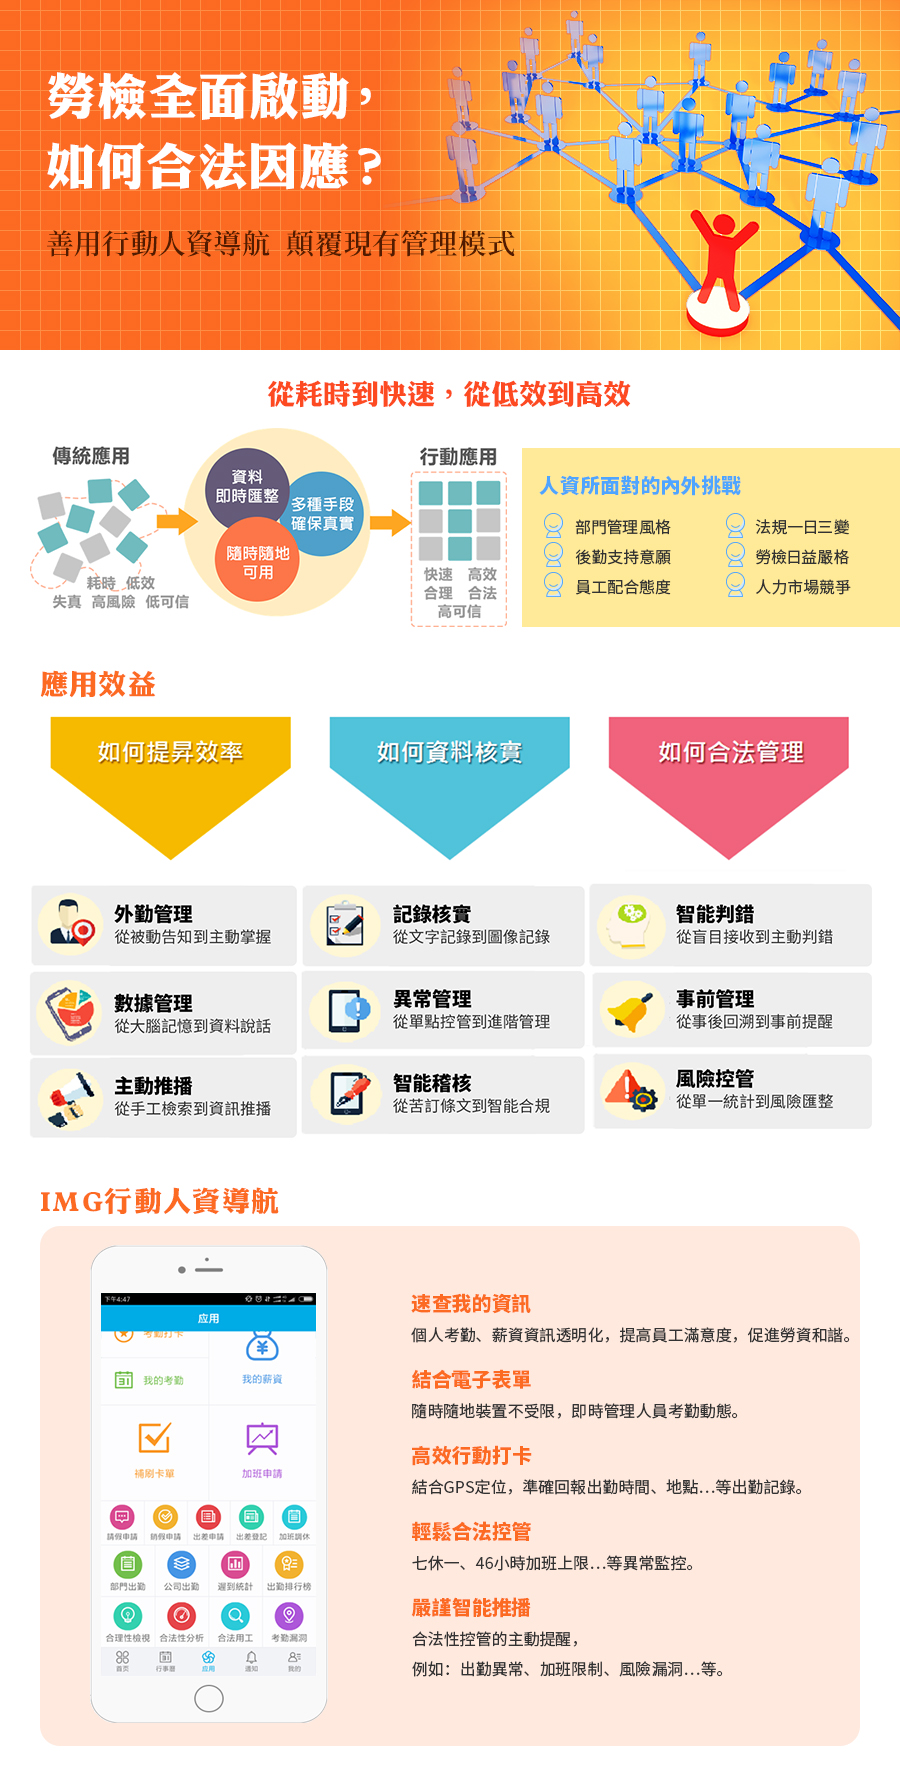 勞檢全面啟動，
如何合法因應？
善用行動人資導航 顛覆現有管理模式
從耗時到快速，從低效到高效
傳統應用
耗時 低效
失真 高風險 低可信
資料
即時匯整
多種手段
確保真實
隨時隨地
可用
行動應用
快速 高效
合理 合法
高可信
人資所面對的內外挑戰
部門管理風格
法規一日三變
後勤支持意願
勞檢日益嚴格
員工配合態度
人力市場競爭
應用效益
如何提昇效率
如何資料核實
如何合法管理
外勤管理
從被動告知到主動掌握
記錄核實
從文字記錄到圖像記錄
智能判錯
從盲目接收到主動判錯
數據管理
從大腦記憶到資料說話
異常管理
從單點控管到進階管理
事前管理
從事後回溯到事前提醒
主動推播
從手工檢索到資訊推播
智能稽核
從苦訂條文到智能合規
風險控管
從單一統計到風險匯整
IMG行動人資導航
下午4:47
应用
考勤打卡
我的考勤
我的薪資
補刷卡單
加班申請
請假申請 銷假申請 出差申請 出差登記 加班調休
部門出勤 公司出勤 遲到統計 出勤排行榜
合理性檢視 合法性分析 合法用工 考勤漏洞
首页 行事曆 应用 通知 我的
速查我的資訊
個人考勤、薪資資訊透明化，提高員工滿意度，促進勞資和諧。
結合電子表單
隨時隨地裝置不受限，即時管理人員考勤動態。
高效行動打卡
結合GPS定位，準確回報出勤時間、地點…等出勤記錄。
輕鬆合法控管
七休一、46小時加班上限…等異常監控。
嚴謹智能推播
合法性控管的主動提醒，
例如：出勤異常、加班限制、風險漏洞…等。